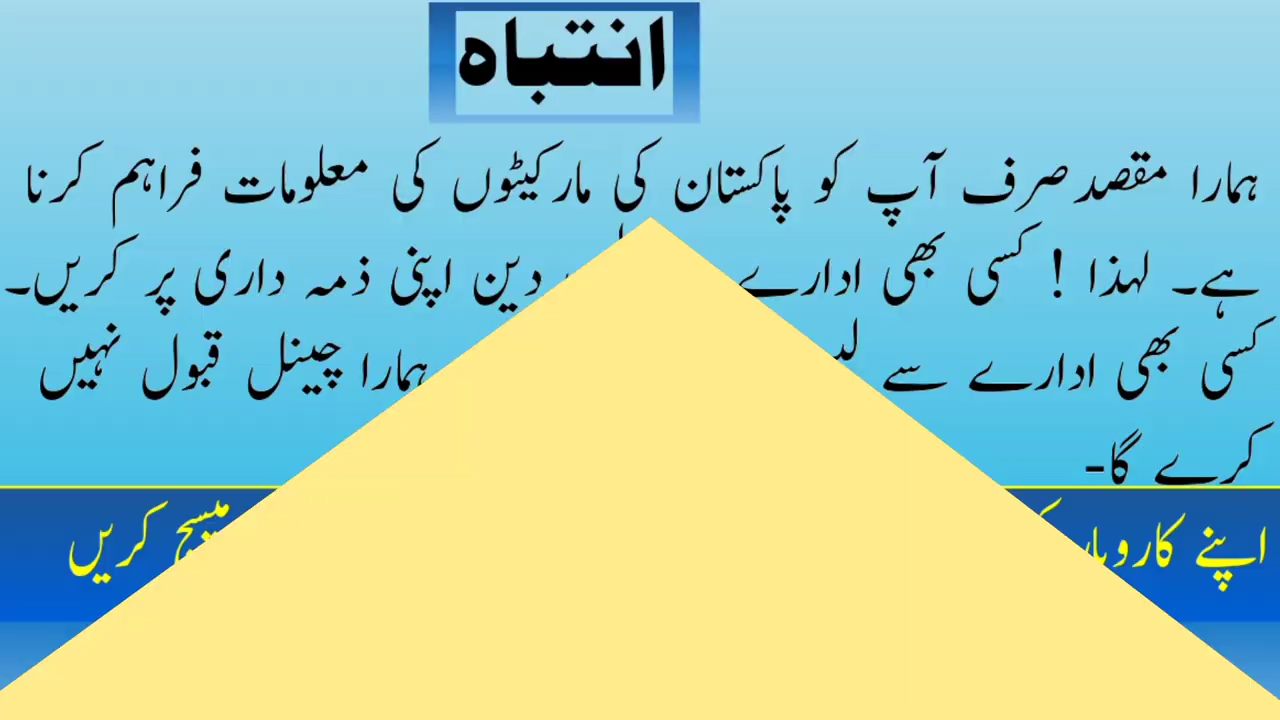 انتباہ
ہمارا مقصد صرف آپ کو پاکستان کی مارکیٹوں کی معلومات فراہم کرنا
ہے۔ لہذا ! کسی بھی ادارے دین اپنی ذمہ داری پر کریں۔
کسی بھی ادارے سے ہمارا چینل قبول نہیں
کرے گا-
اپنے کاروبار میسج کریں